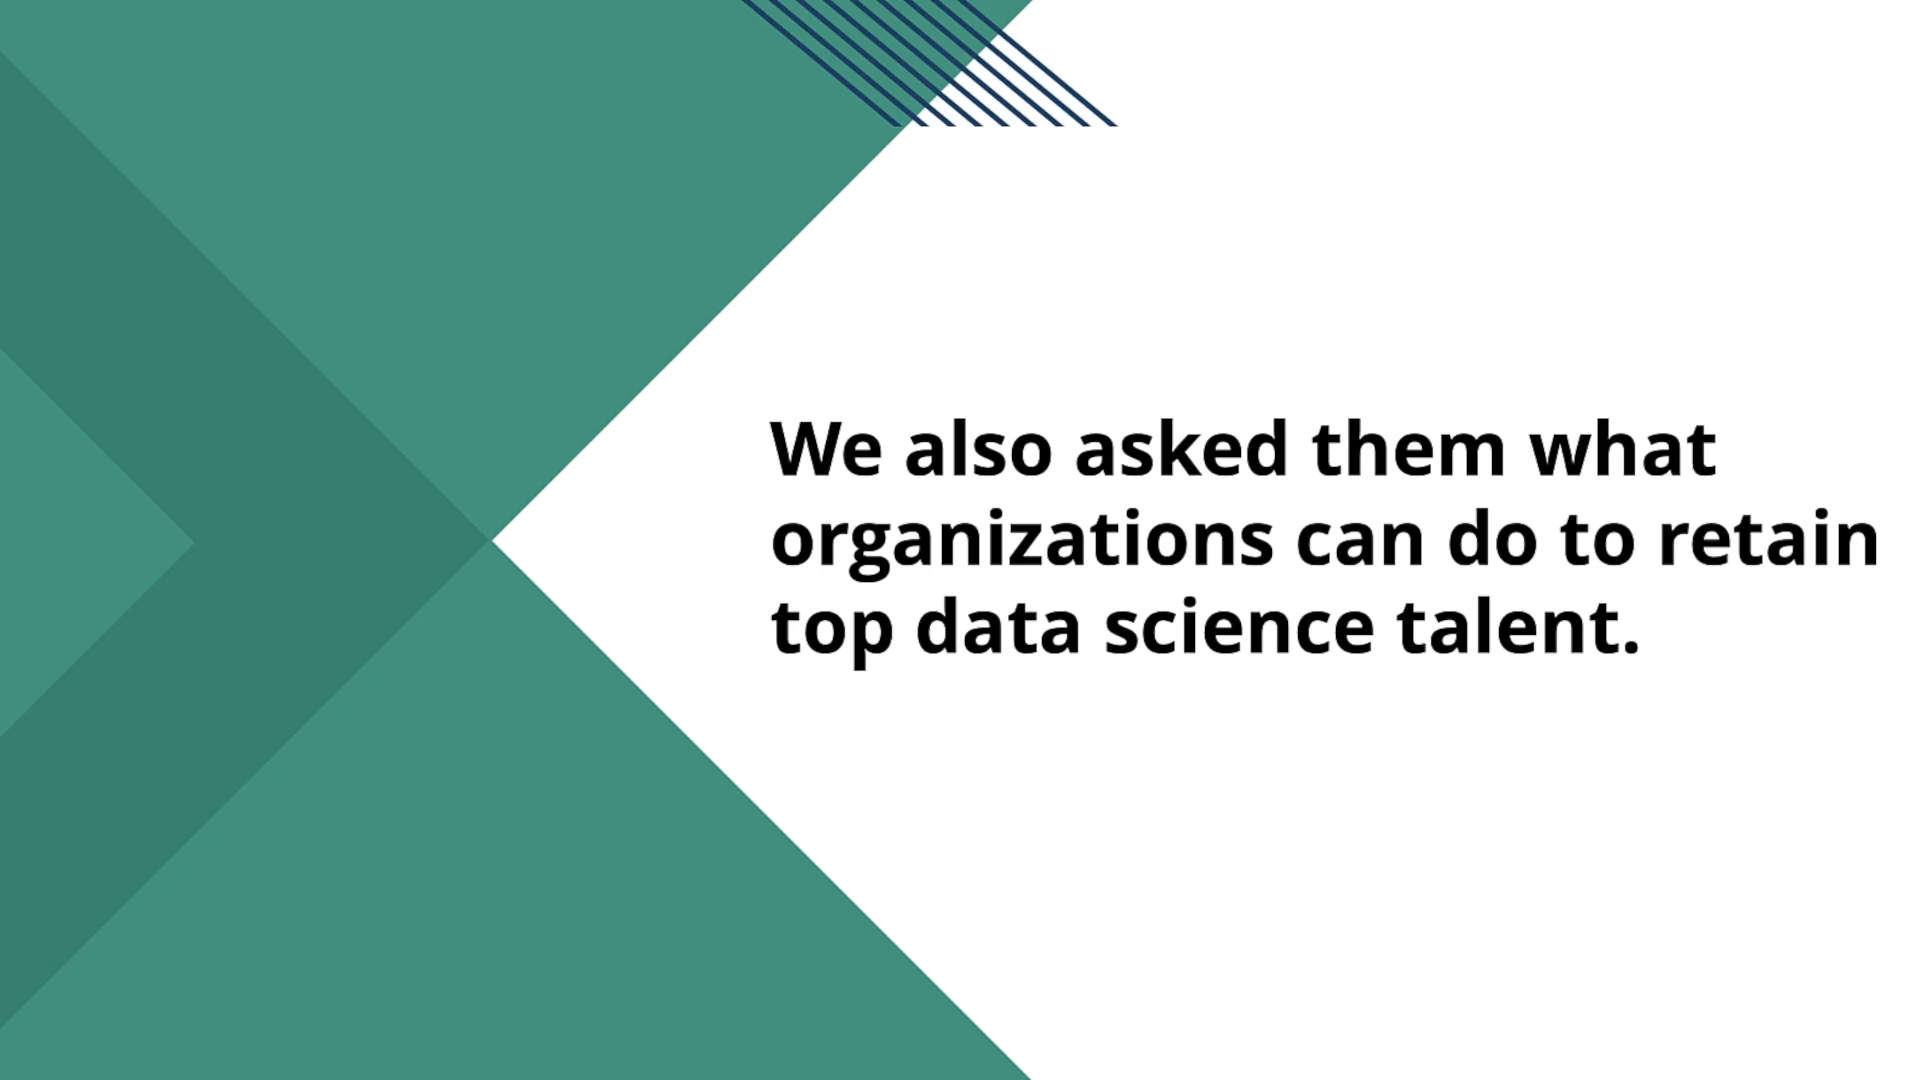 We also asked them what
organizations can do to retain
top data science talent.